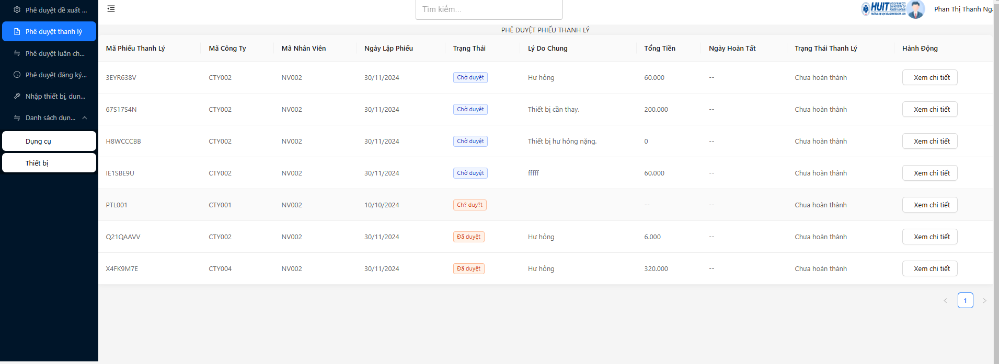 Phê duyệt đề xuất ...
Phê duyệt thanh lý
Phê duyệt luân ch...
Phê duyệt đăng ký...
Nhập thiết bị, dun...
Danh sách dụn...
Dụng cụ
Thiết bị
Tìm kiếm...
HUIT
Phan Thị Thanh Ng
PHÊ DUYỆT PHIẾU THANH LÝ
Mã Phiếu Thanh Lý Mã Công Ty Mã Nhân Viên Ngày Lập Phiếu Trạng Thái Lý Do Chung Tổng Tiền Ngày Hoàn Tất Trạng Thái Thanh Lý Hành Động
3EYR638V CTY002 NV002 30/11/2024 Chờ duyệt Hư hỏng 60.000 -- Chưa hoàn thành Xem chi tiết
67S17S4N CTY002 NV002 30/11/2024 Chờ duyệt Thiết bị cần thay. 200.000 -- Chưa hoàn thành Xem chi tiết
H8WCCCBB CTY002 NV002 30/11/2024 Chờ duyệt Thiết bị hư hỏng nặng. 0 -- Chưa hoàn thành Xem chi tiết
IE1SBE9U CTY002 NV002 30/11/2024 Chờ duyệt fffff 60.000 -- Chưa hoàn thành Xem chi tiết
PTL001 CTY001 NV002 10/10/2024 Ch? duy?t -- -- Chưa hoàn thành Xem chi tiết
Q21QAAVV CTY002 NV002 30/11/2024 Đã duyệt Hư hỏng 6.000 -- Chưa hoàn thành Xem chi tiết
X4FK9M7E CTY004 NV002 30/11/2024 Đã duyệt Hư hỏng 320.000 -- Chưa hoàn thành Xem chi tiết
1